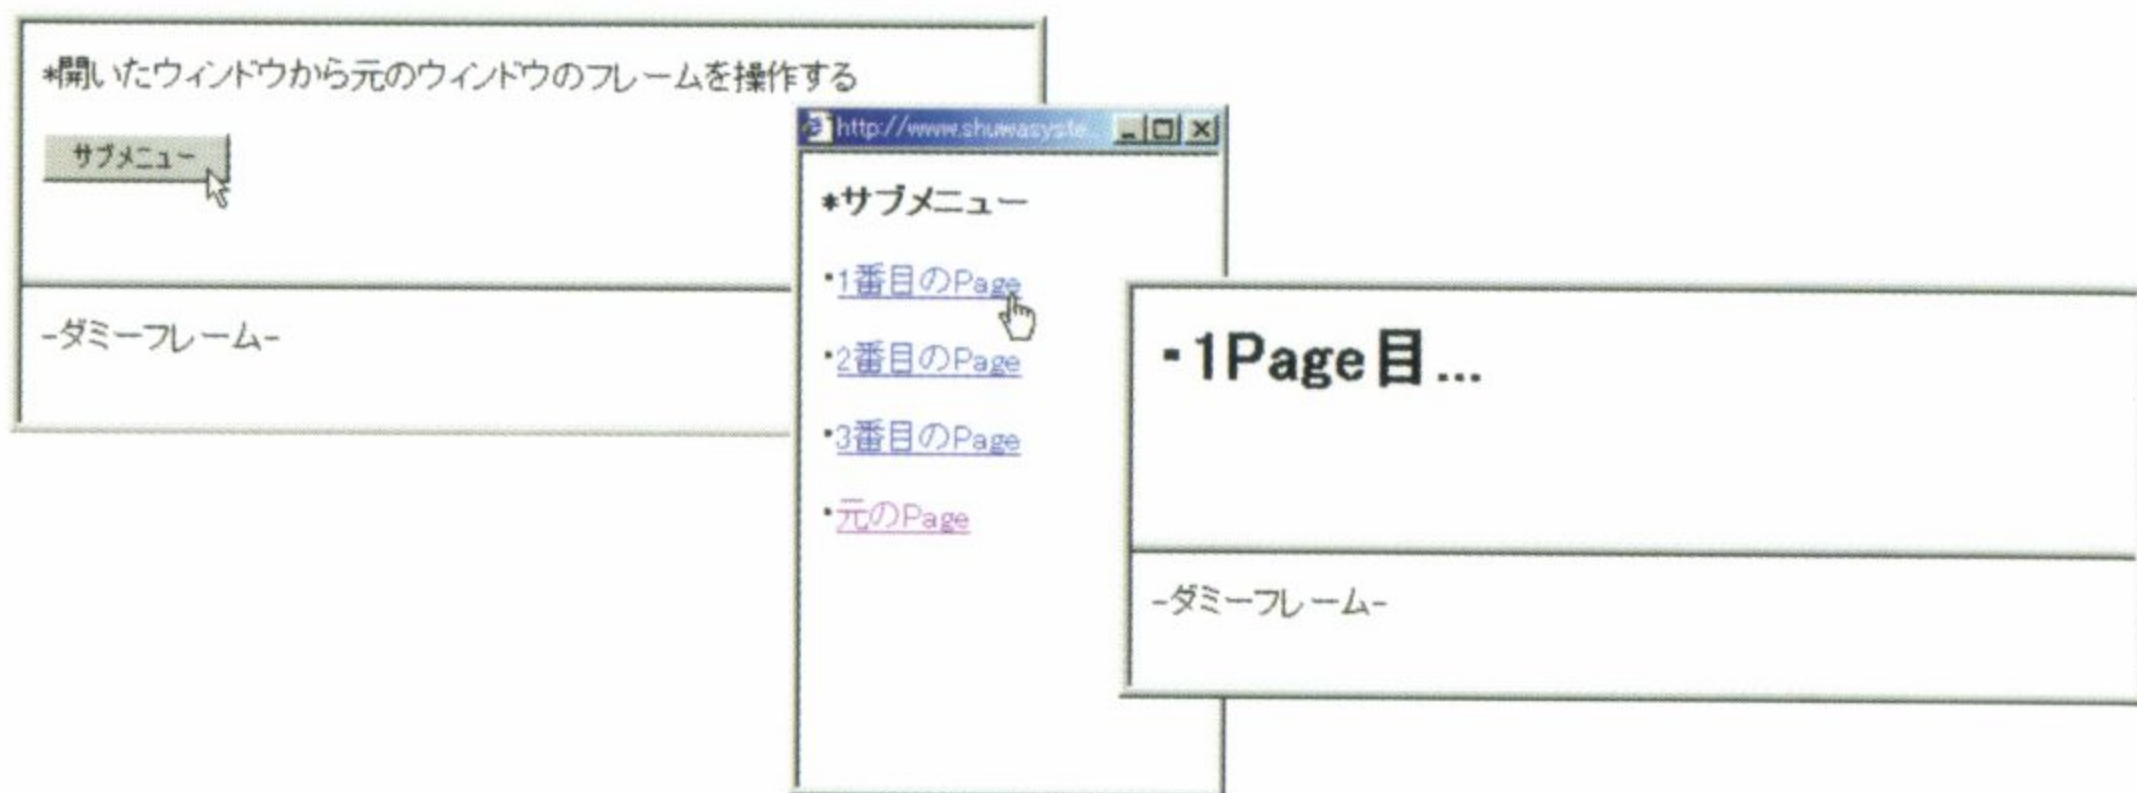 *開いたウィンドウから元のウィンドウのフレームを操作する
サブメニュー
-ダミーフレーム-
http://www.shuwasyste...
*サブメニュー
・1番目のPage
・2番目のPage
・3番目のPage
・元のPage
・1Page目...
-ダミーフレーム-